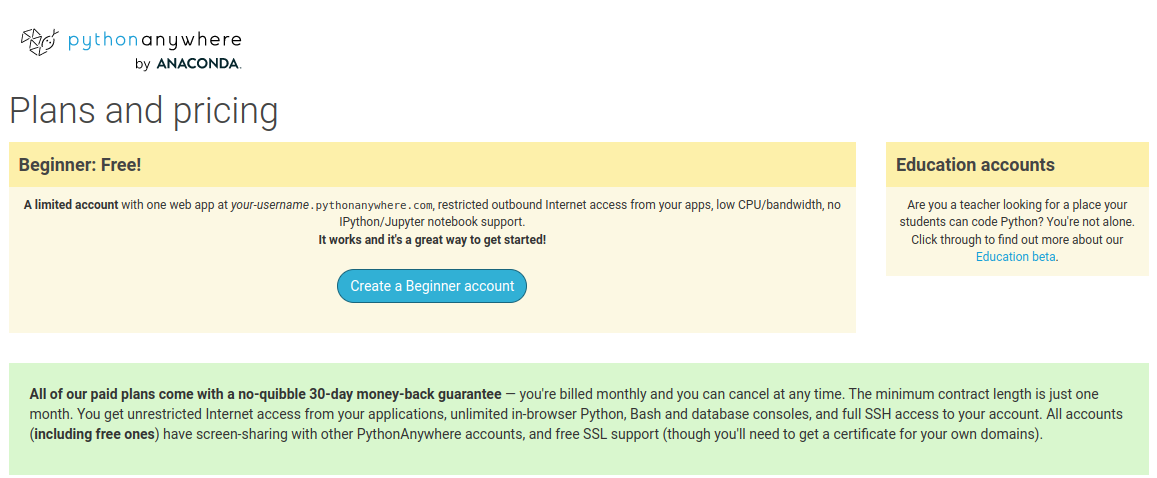 pythonanywhere
by ANACONDA.
Plans and pricing
Beginner: Free!
A limited account with one web app at your-username.pythonanywhere.com, restricted outbound Internet access from your apps, low CPU/bandwidth, no
IPython/Jupyter notebook support.
It works and it's a great way to get started!
Create a Beginner account
Education accounts
Are you a teacher looking for a place your
students can code Python? You're not alone.
Click through to find out more about our
Education beta.
All of our paid plans come with a no-quibble 30-day money-back guarantee — you're billed monthly and you can cancel at any time. The minimum contract length is just one
month. You get unrestricted Internet access from your applications, unlimited in-browser Python, Bash and database consoles, and full SSH access to your account. All accounts
(including free ones) have screen-sharing with other PythonAnywhere accounts, and free SSL support (though you'll need to get a certificate for your own domains).